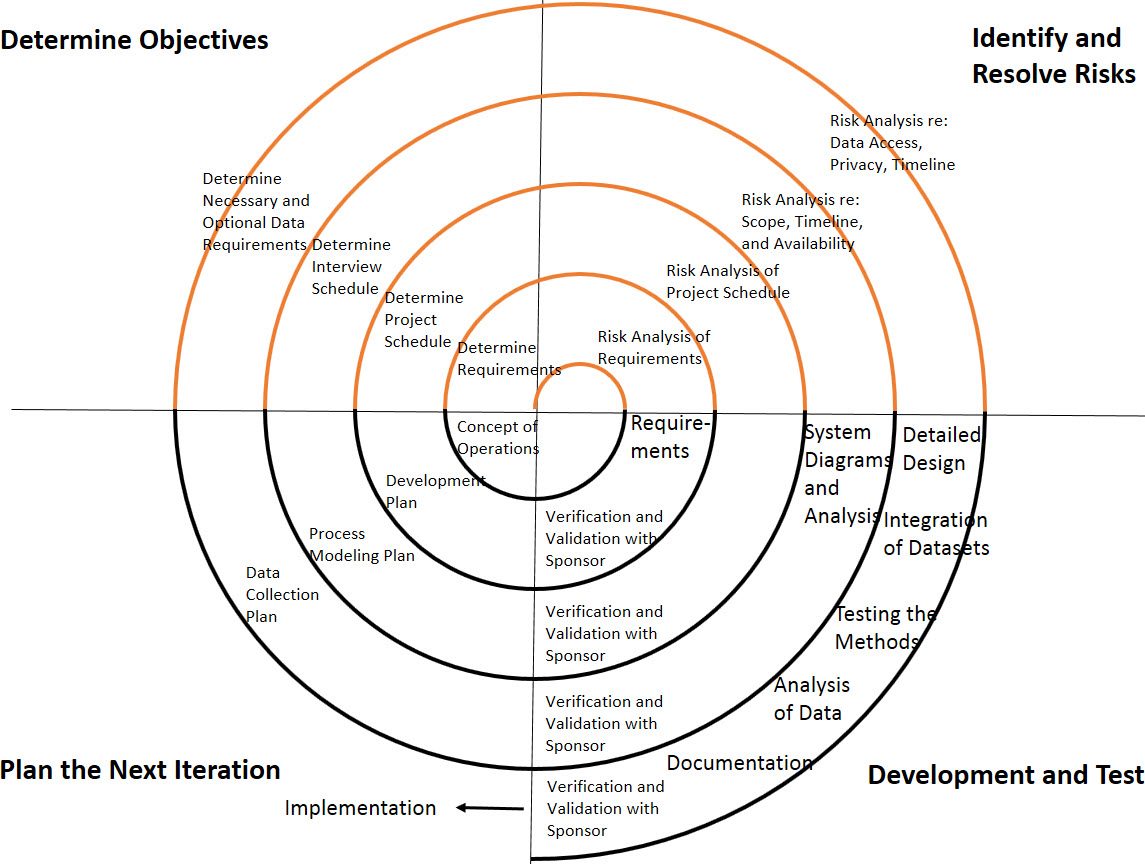 Determine Objectives
Identify and
Resolve Risks
Risk Analysis re:
Data Access,
Privacy, Timeline
Determine
Necessary and
Optional Data
Requirements
Risk Analysis re:
Scope, Timeline,
and Availability
Determine
Interview
Schedule
Risk Analysis of
Project Schedule
Determine
Project
Schedule
Risk Analysis of
Requirements
Determine
Requirements
Concept of
Operations
Require-
ments
System
Diagrams
and
Analysis
Detailed
Design
Development
Plan
Verification and
Validation with
Sponsor
Integration
of Datasets
Process
Modeling Plan
Data
Collection
Plan
Verification and
Validation with
Sponsor
Testing the
Methods
Analysis
of Data
Verification and
Validation with
Sponsor
Documentation
Plan the Next Iteration
Development and Test
Verification and
Validation with
Sponsor
Implementation